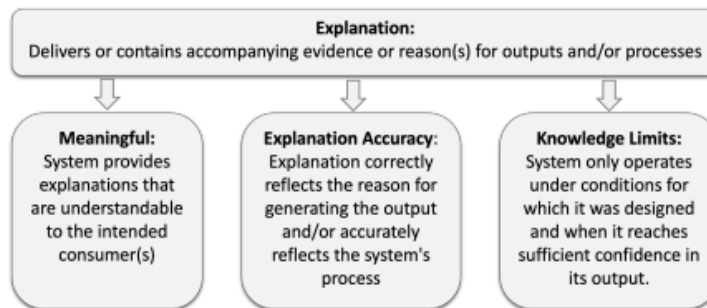 Explanation:
Delivers or contains accompanying evidence or reason(s) for outputs and/or processes
Meaningful:
System provides
explanations that
are understandable
to the intended
consumer(s)
Explanation Accuracy:
Explanation correctly
reflects the reason for
generating the output
and/or accurately
reflects the system's
process
Knowledge Limits:
System only operates
under conditions for
which it was designed
and when it reaches
sufficient confidence in
its output.